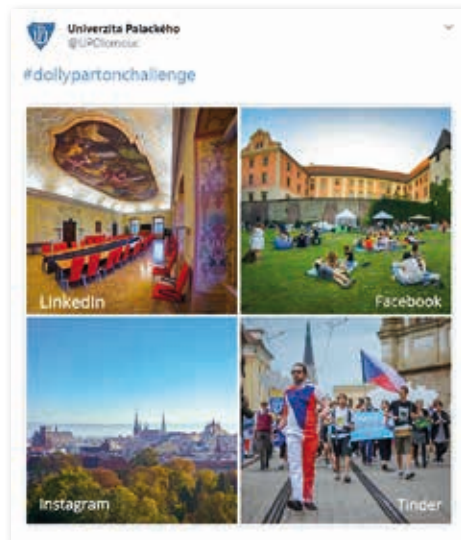 Univerzita Palackého
@UPOlomouc
#dollypartonchallenge
LinkedIn
Facebook
Instagram
Tinder